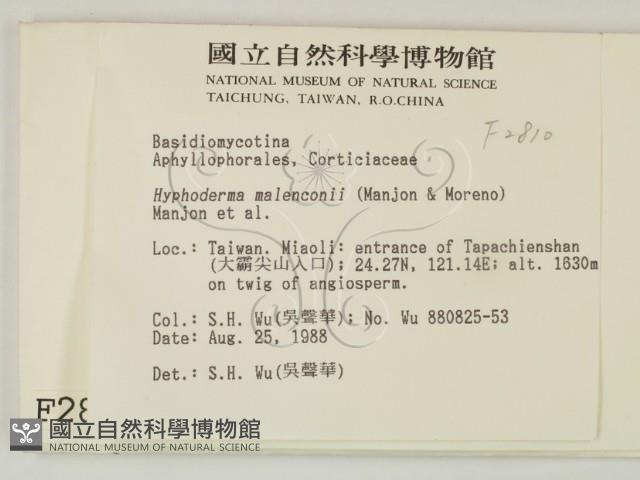 國立自然科學博物館
NATIONAL MUSEUM OF NATURAL SCIENCE
TAICHUNG, TAIWAN, R.O.CHINA
F2810
Basidiomycotina
Aphyllophorales, Corticiaceae
Hyphoderma malenconii (Manjon & Moreno)
Manjon et al.
Loc.: Taiwan. Miaoli: entrance of Tapachienshan
(大霸尖山入口); 24.27N, 121.14E; alt. 1630m
on twig of angiosperm.
Col.: S.H. Wu(吳聲華); No. Wu 880825-53
Date: Aug. 25, 1988
Det.: S.H. Wu(吳聲華)
F28
國立自然科學博物館
NATIONAL MUSEUM OF NATURAL SCIENCE